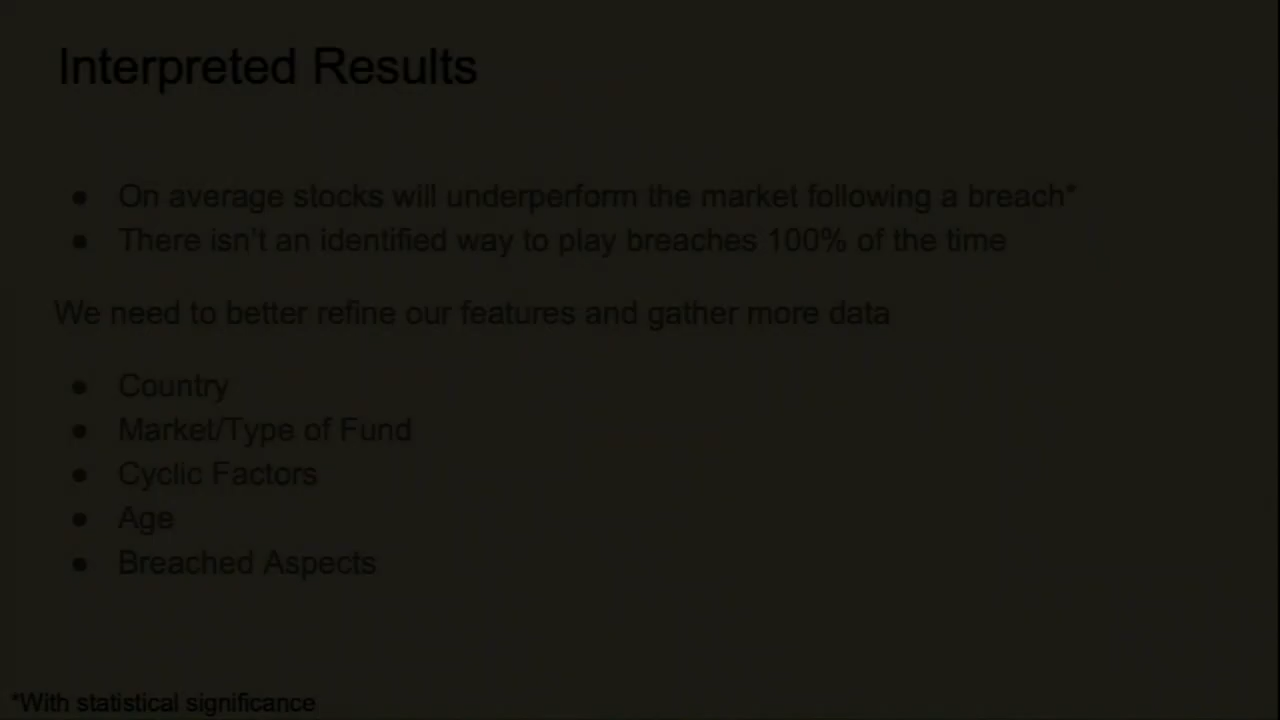 Interpreted Results
● On average stocks will underperform the market following a breach*
● There isn't an identified way to play breaches 100% of the time
We need to better refine our features and gather more data
● Country
● Market/Type of Fund
● Cyclic Factors
● Age
● Breached Aspects
*With statistical significance